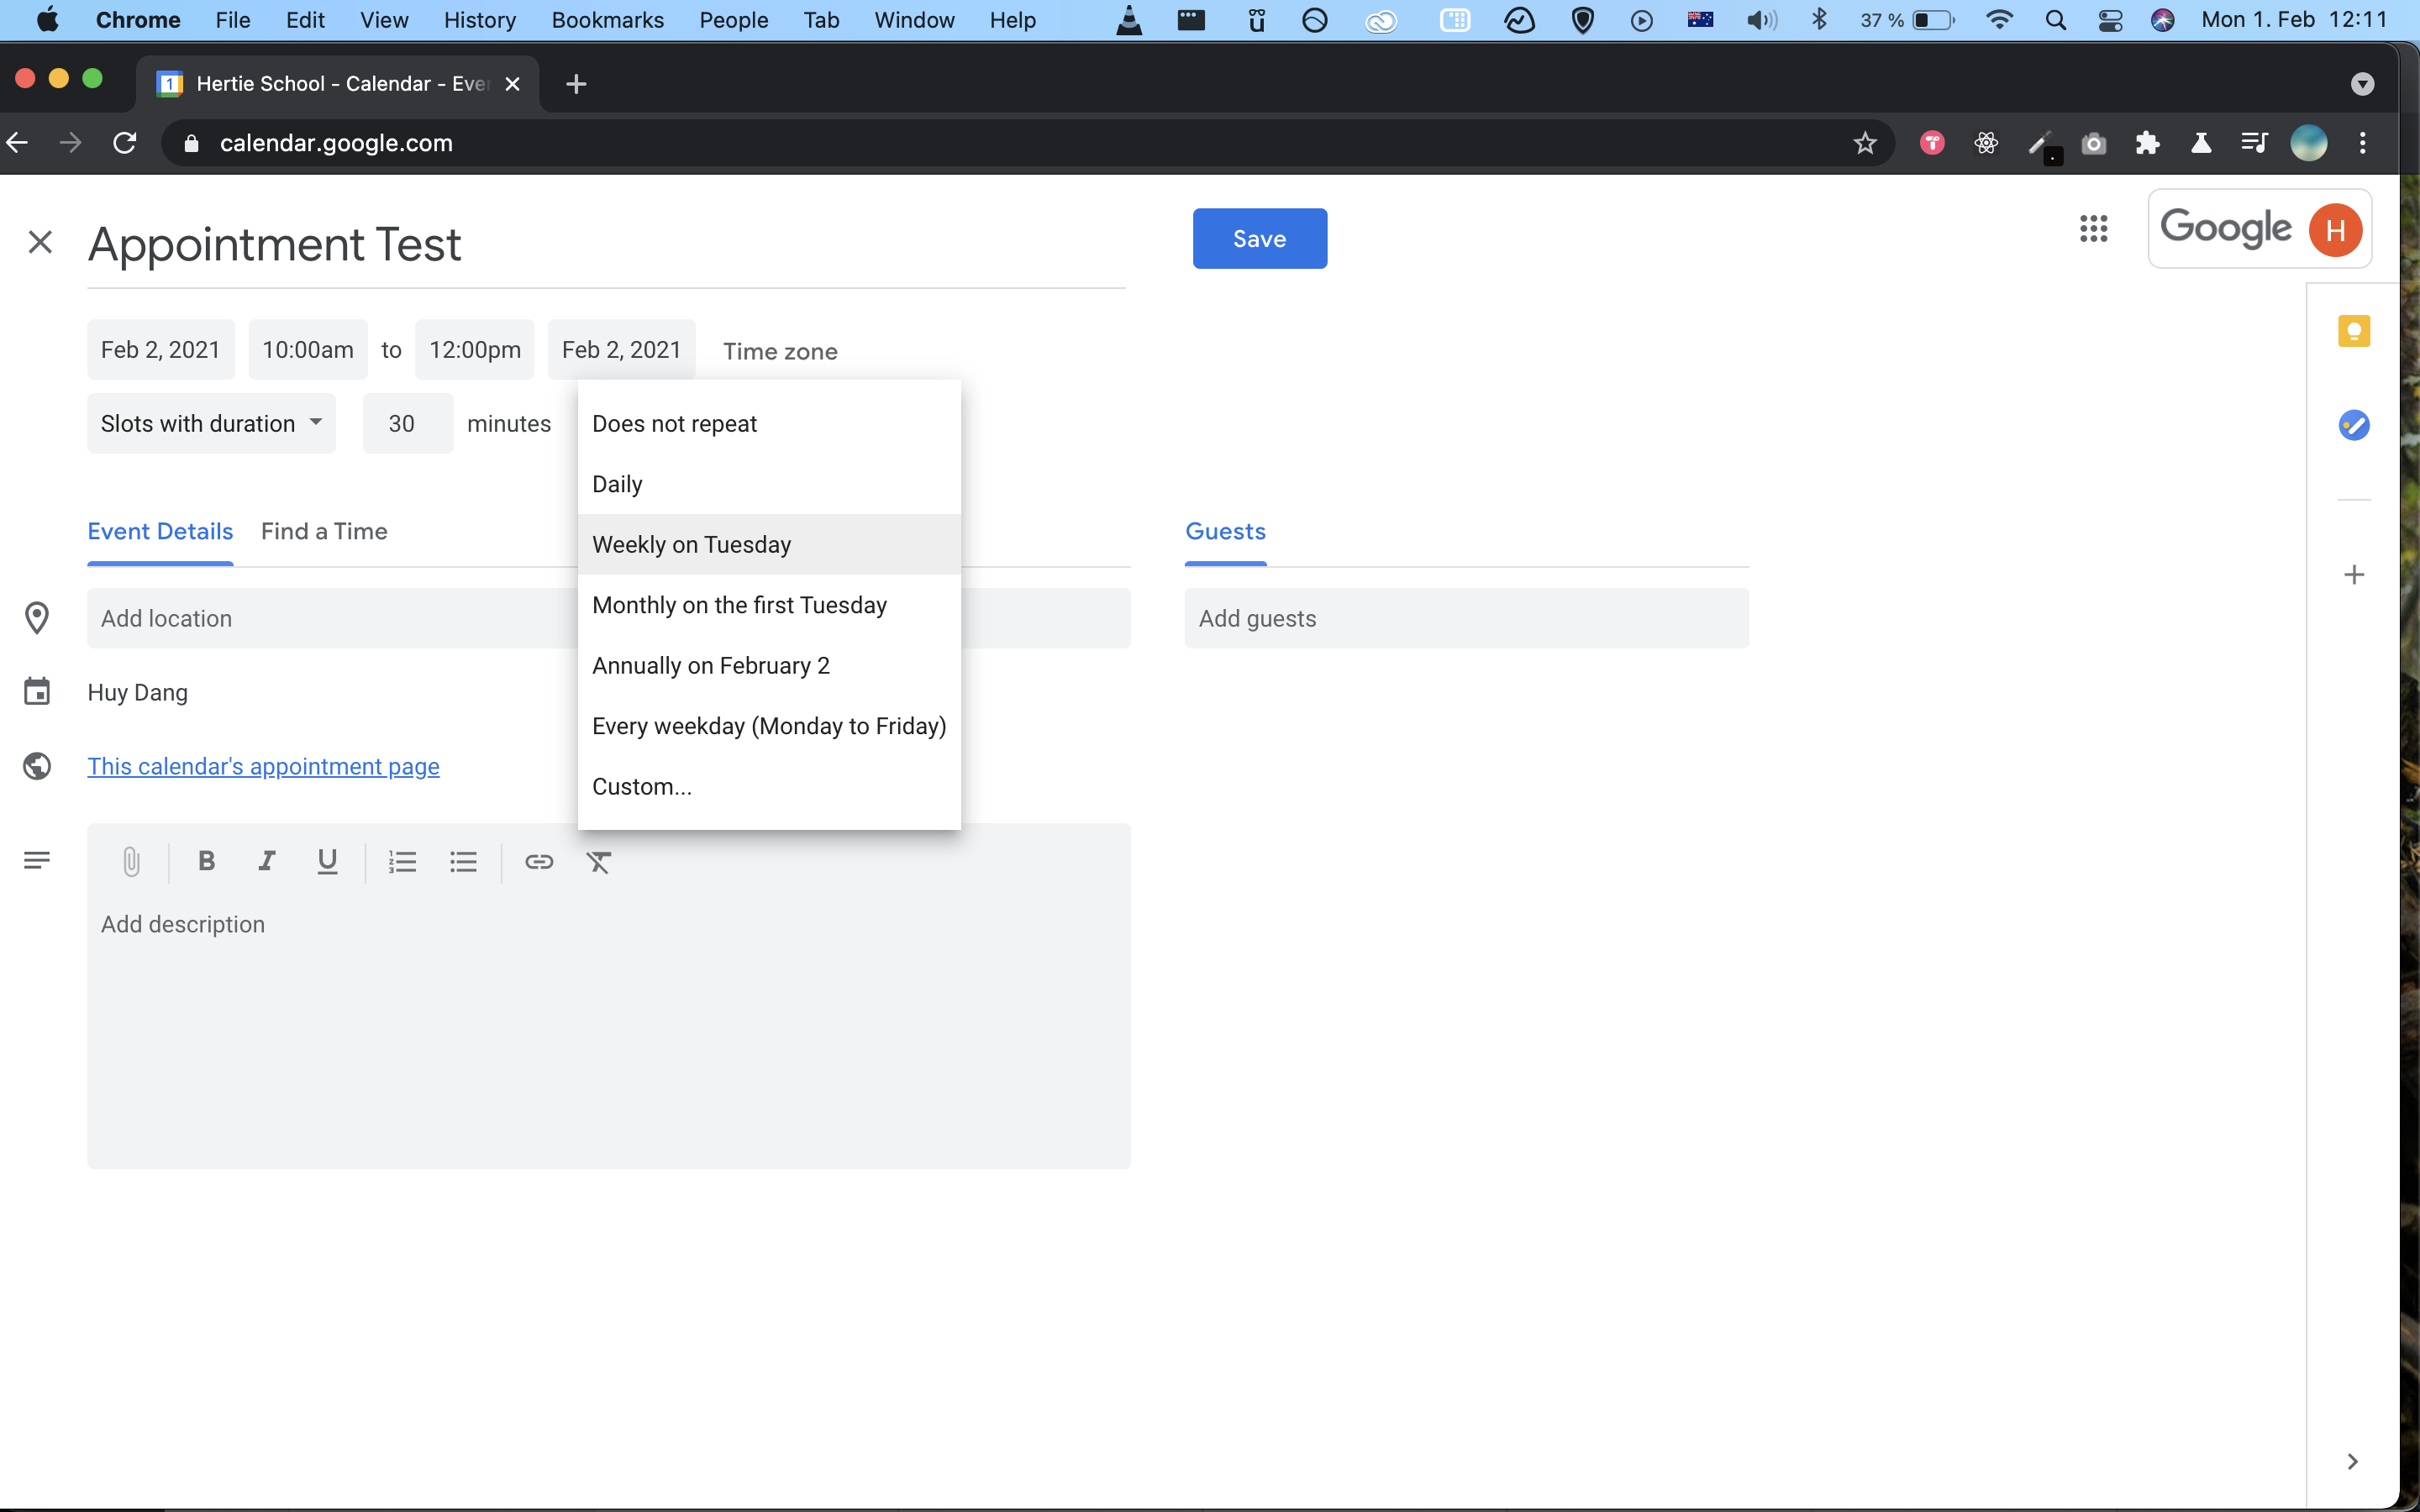 Chrome File Edit View History Bookmarks People Tab Window Help 37 % Mon 1. Feb 12:11
Hertie School - Calendar - Eve
calendar.google.com
Appointment Test
Save
Google H
Feb 2, 2021 10:00am to 12:00pm Feb 2, 2021 Time zone
Slots with duration 30 minutes
Does not repeat
Daily
Weekly on Tuesday
Monthly on the first Tuesday
Annually on February 2
Every weekday (Monday to Friday)
Custom...
Event Details Find a Time
Guests
Add location
Add guests
Huy Dang
This calendar's appointment page
B I U
Add description